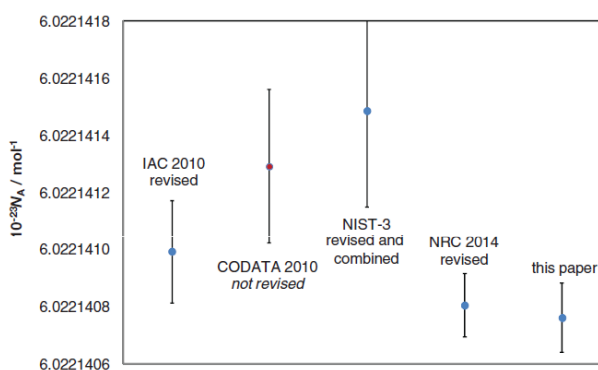 6.0221418
6.0221416
6.0221414
6.0221412
6.0221410
6.0221408
6.0221406
10⁻²³N_A / mol⁻¹
IAC 2010
revised
CODATA 2010
not revised
NIST-3
revised and
combined
NRC 2014
revised
this paper